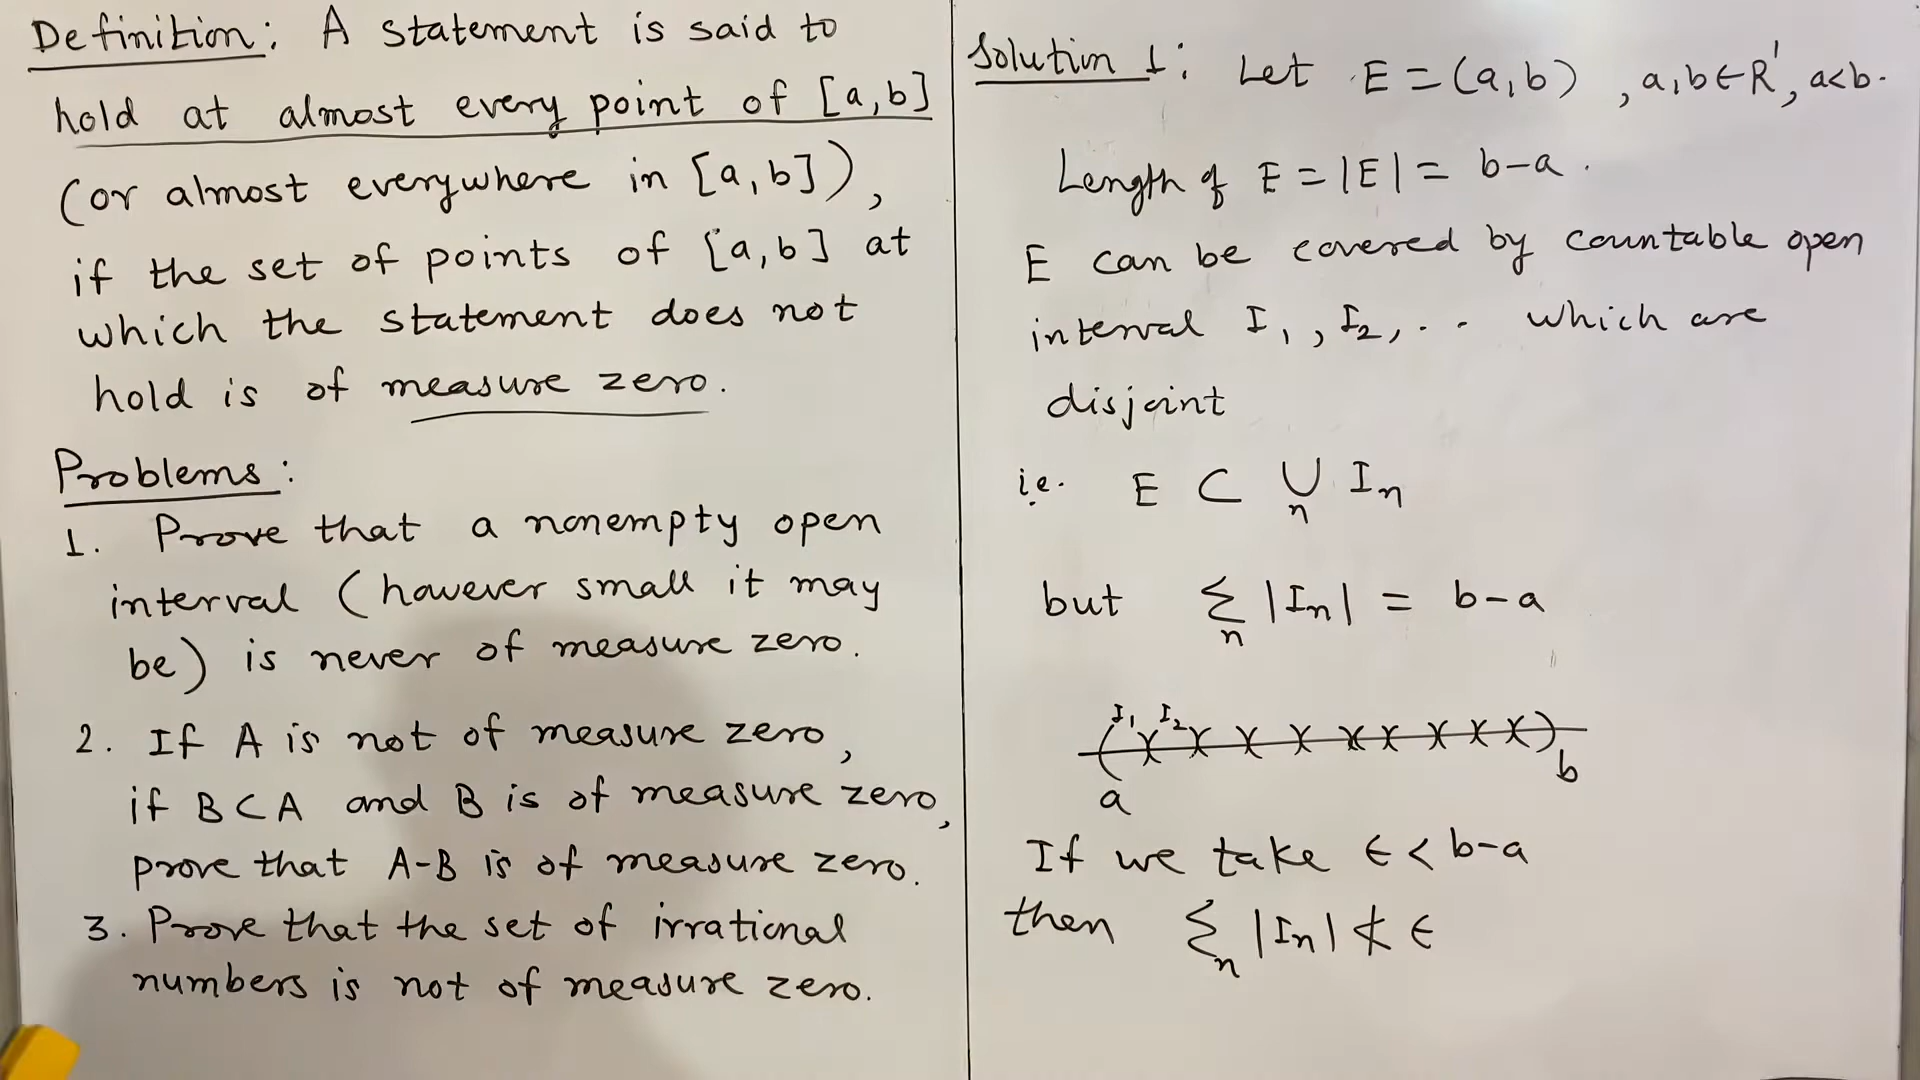 Definition: A statement is said to
hold at almost every point of [a,b]
(or almost everywhere in [a,b]),
if the set of points of [a,b] at
which the statement does not
hold is of measure zero.
Problems:
1. Prove that a nonempty open
interval (however small it may
be) is never of measure zero.
2. If A is not of measure zero,
if B⊂A and B is of measure zero,
prove that A-B is of measure zero.
3. Prove that the set of irrational
numbers is not of measure zero.
Solution 1: Let E = (a,b), a,b∈R', a<b.
Length of E = |E| = b-a.
E can be covered by countable open
interval I₁, I₂, .. which are
disjoint
i.e. E ⊂ ∪ₙ Iₙ
but Σₙ |Iₙ| = b-a
I₁ I₂
a b
If we take ∈ < b-a
then Σₙ |Iₙ| ≮ ∈